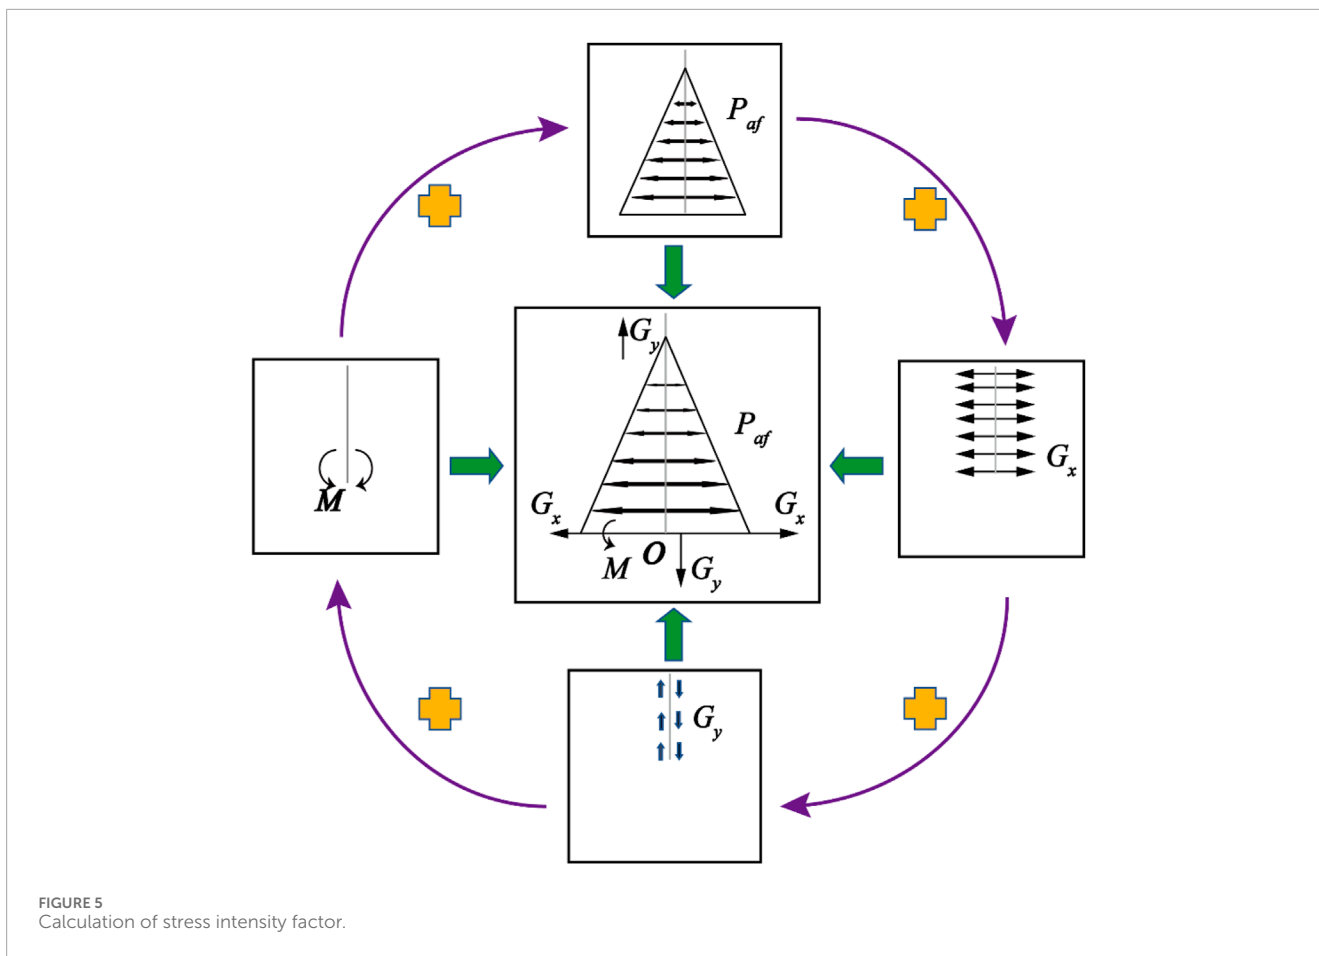 P_af
G_y
P_af
G_x
G_x
G_x
M
M
O
G_y
G_y
FIGURE 5
Calculation of stress intensity factor.